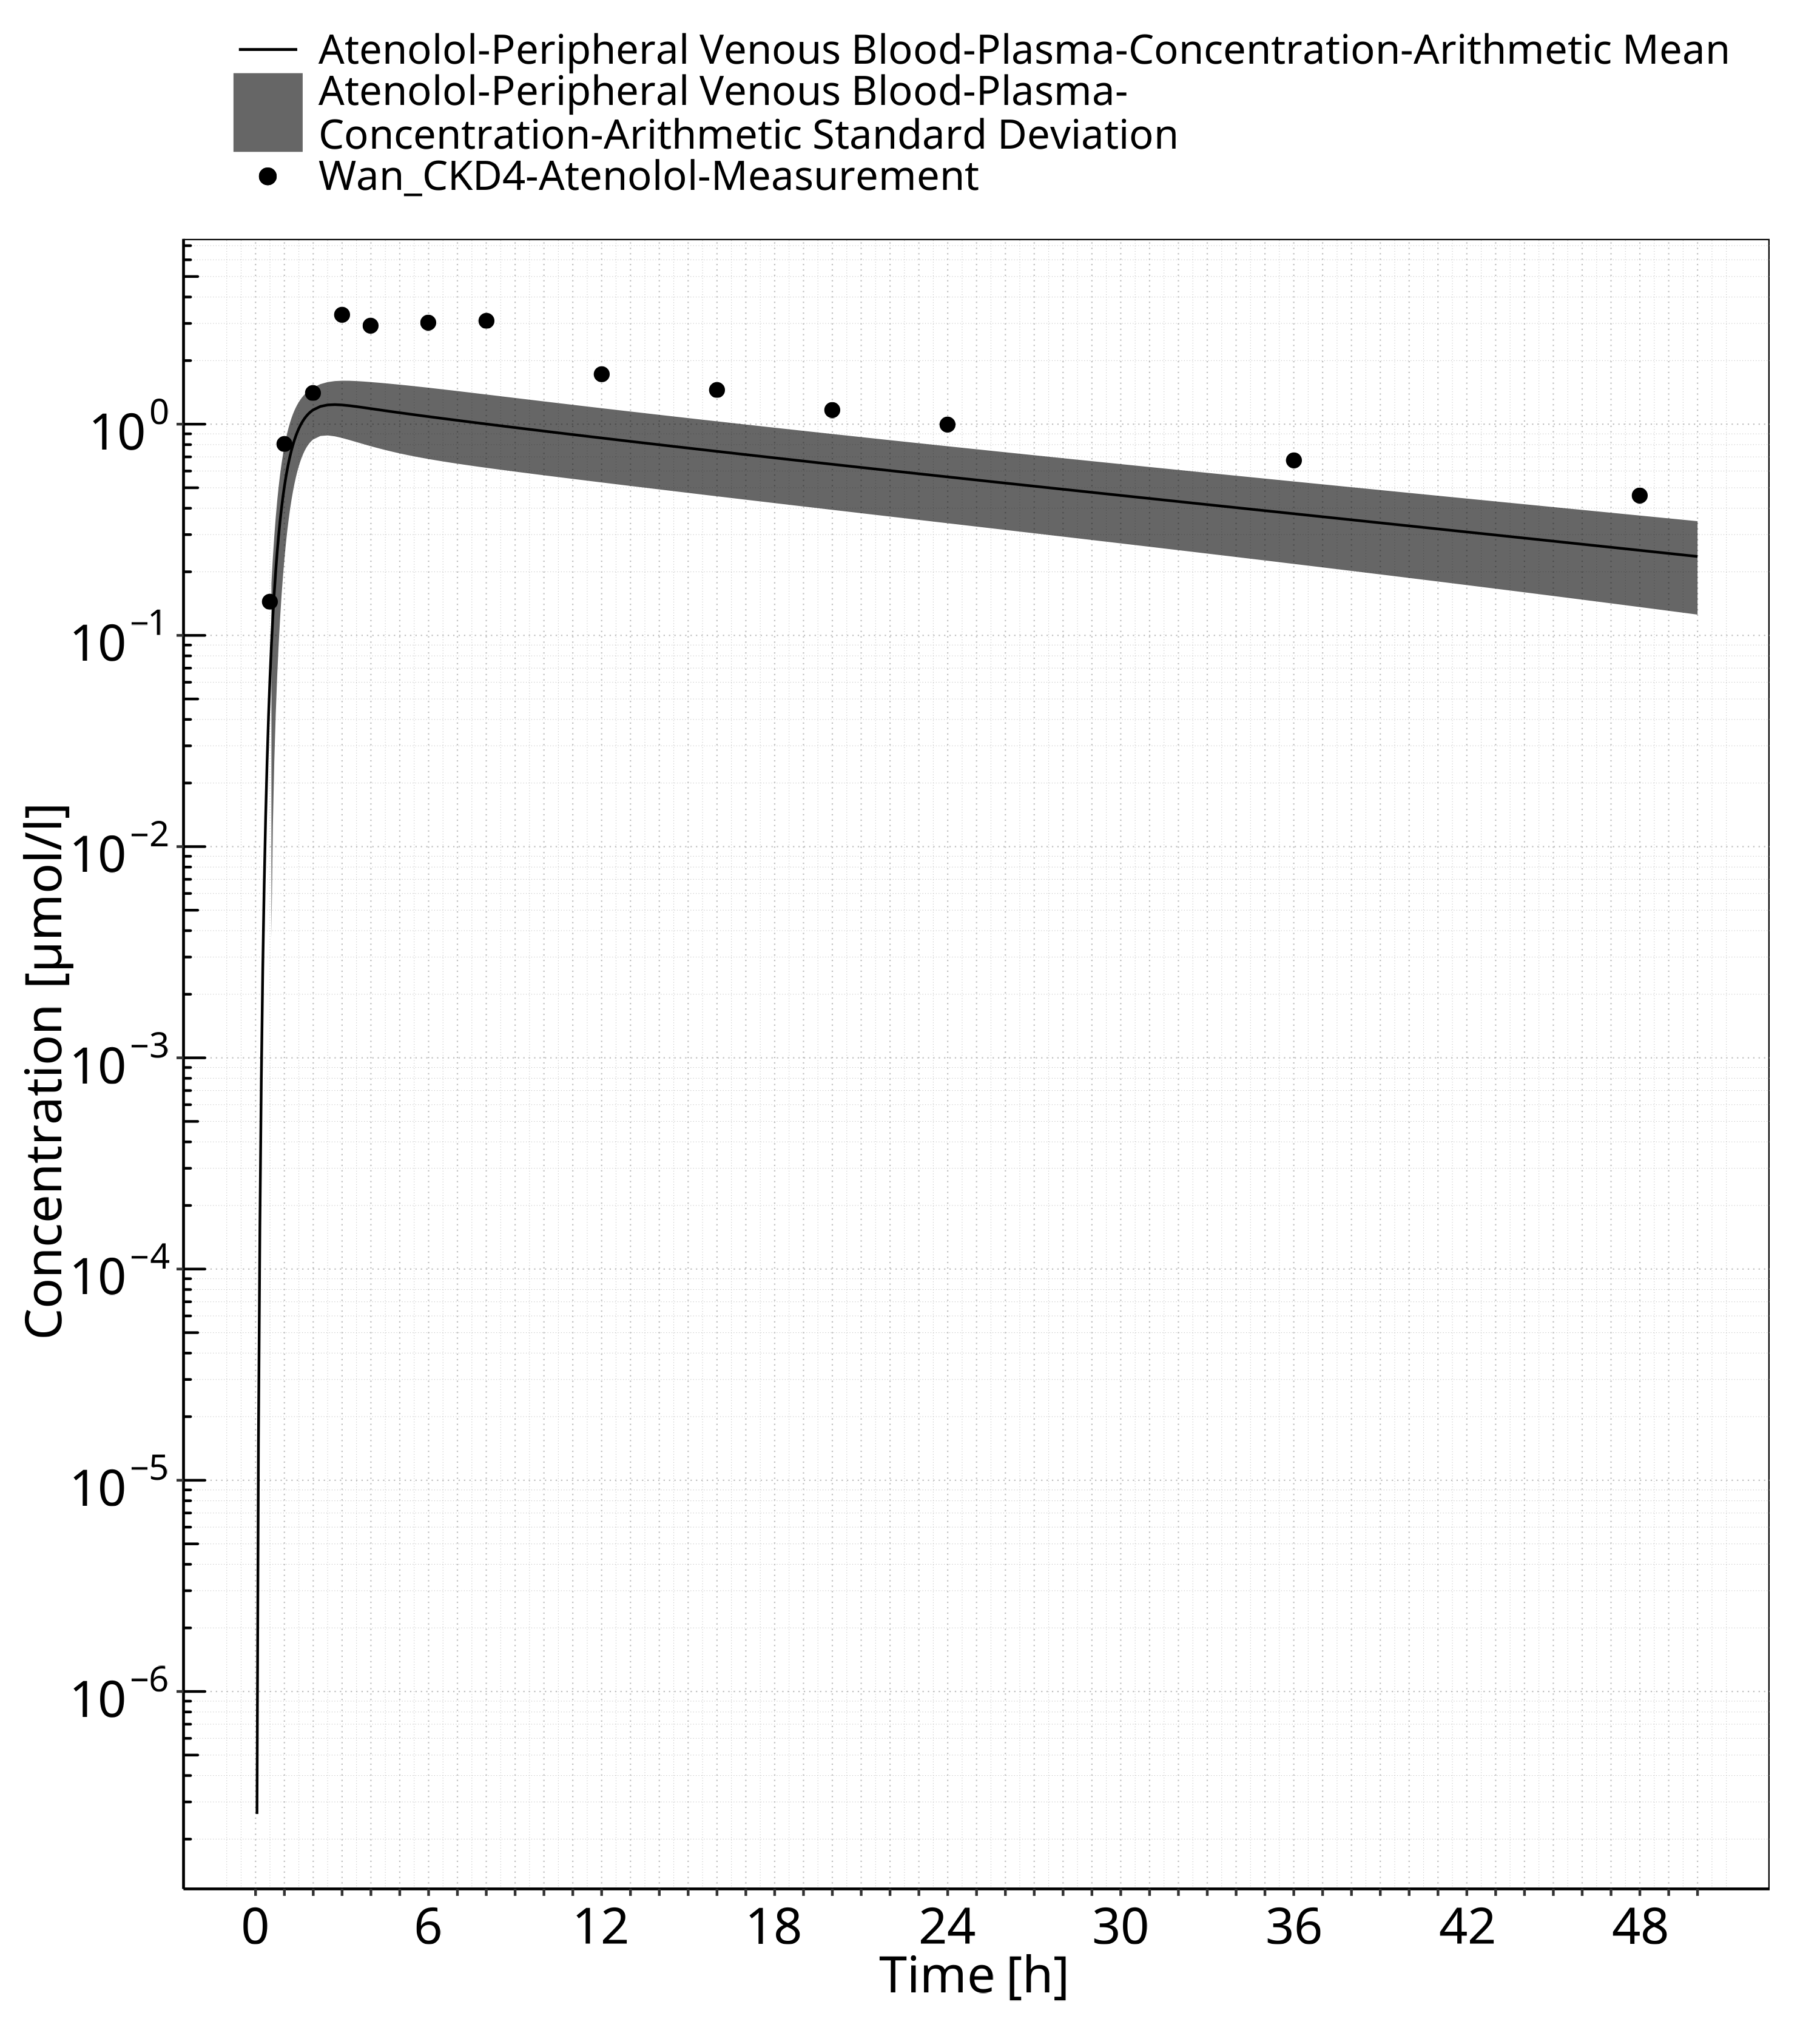 Atenolol-Peripheral Venous Blood-Plasma-Concentration-Arithmetic Mean
Atenolol-Peripheral Venous Blood-Plasma-
Concentration-Arithmetic Standard Deviation
Wan_CKD4-Atenolol-Measurement
Concentration [µmol/l]
10⁰
10⁻¹
10⁻²
10⁻³
10⁻⁴
10⁻⁵
10⁻⁶
0 6 12 18 24 30 36 42 48
Time [h]